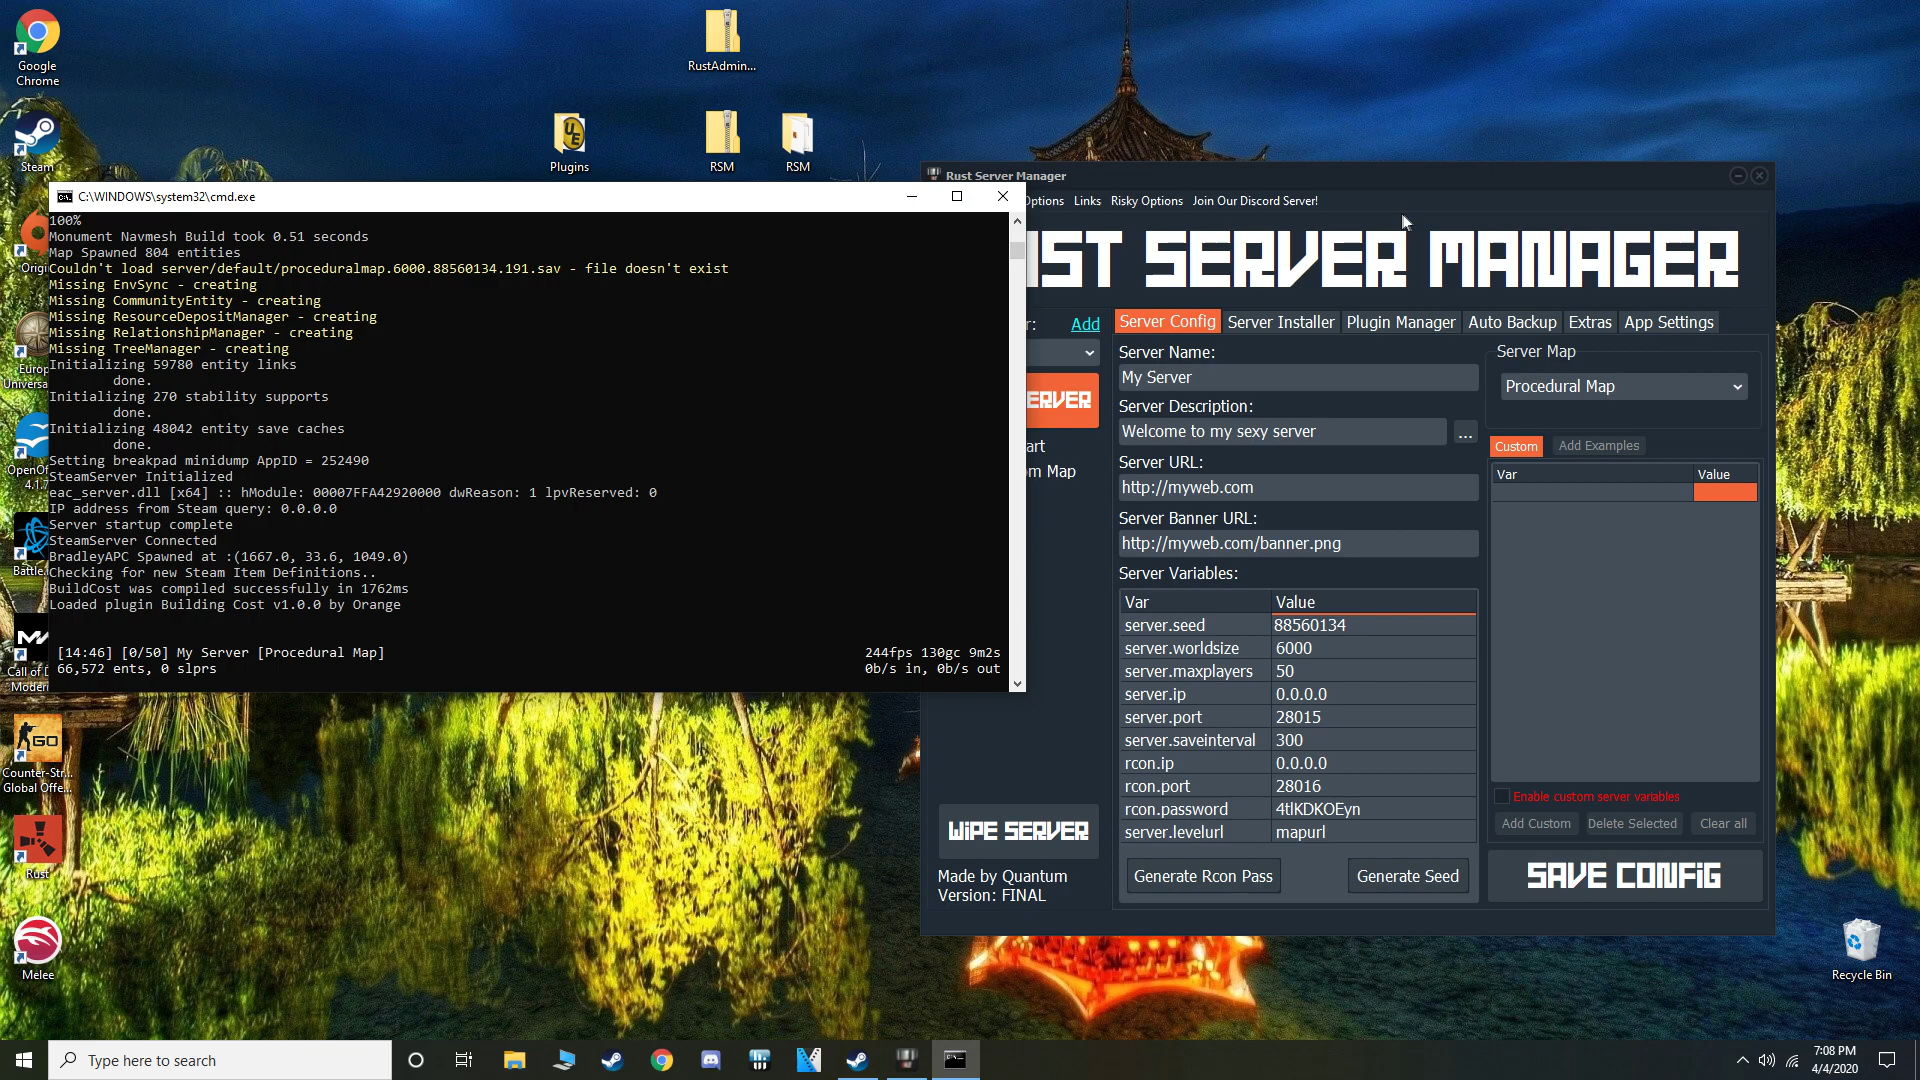 Google
Chrome
Steam
RustAdmin...
Plugins
RSM
RSM
C:\WINDOWS\system32\cmd.exe
100%
Monument Navmesh Build took 0.51 seconds
Map Spawned 804 entities
Couldn't load server/default/proceduralmap.6000.88560134.191.sav - file doesn't exist
Missing EnvSync - creating
Missing CommunityEntity - creating
Missing ResourceDepositManager - creating
Missing RelationshipManager - creating
Missing TreeManager - creating
Initializing 59780 entity links
done.
Initializing 270 stability supports
done.
Initializing 48042 entity save caches
done.
Setting breakpad minidump AppID = 252490
SteamServer Initialized
eac_server.dll [x64] :: hModule: 00007FFA42920000 dwReason: 1 lpvReserved: 0
IP address from Steam query: 0.0.0.0
Server startup complete
SteamServer Connected
BradleyAPC Spawned at :(1667.0, 33.6, 1049.0)
Checking for new Steam Item Definitions..
BuildCost was compiled successfully in 1762ms
Loaded plugin Building Cost v1.0.0 by Orange
[14:46] [0/50] My Server [Procedural Map]
244fps 130gc 9m2s
66,572 ents, 0 slprs
0b/s in, 0b/s out
Origi
Europ
Universa
OpenOf
4.1.7
Battle.
Call of D
Modern
Counter-Str...
Global Offe...
Rust
Melee
Rust Server Manager
Options Links Risky Options Join Our Discord Server!
UST SERVER MANAGER
r: Add
ERVER
art
om Map
WIPE SERVER
Made by Quantum
Version: FINAL
Server Config Server Installer Plugin Manager Auto Backup Extras App Settings
Server Name:
My Server
Server Description:
Welcome to my sexy server
...
Server URL:
http://myweb.com
Server Banner URL:
http://myweb.com/banner.png
Server Variables:
Var Value
server.seed 88560134
server.worldsize 6000
server.maxplayers 50
server.ip 0.0.0.0
server.port 28015
server.saveinterval 300
rcon.ip 0.0.0.0
rcon.port 28016
rcon.password 4tlKDKOEyn
server.levelurl mapurl
Generate Rcon Pass
Generate Seed
Server Map
Procedural Map
Custom Add Examples
Var Value
Enable custom server variables
Add Custom Delete Selected Clear all
SAVE CONFIG
Recycle Bin
Type here to search
7:08 PM
4/4/2020